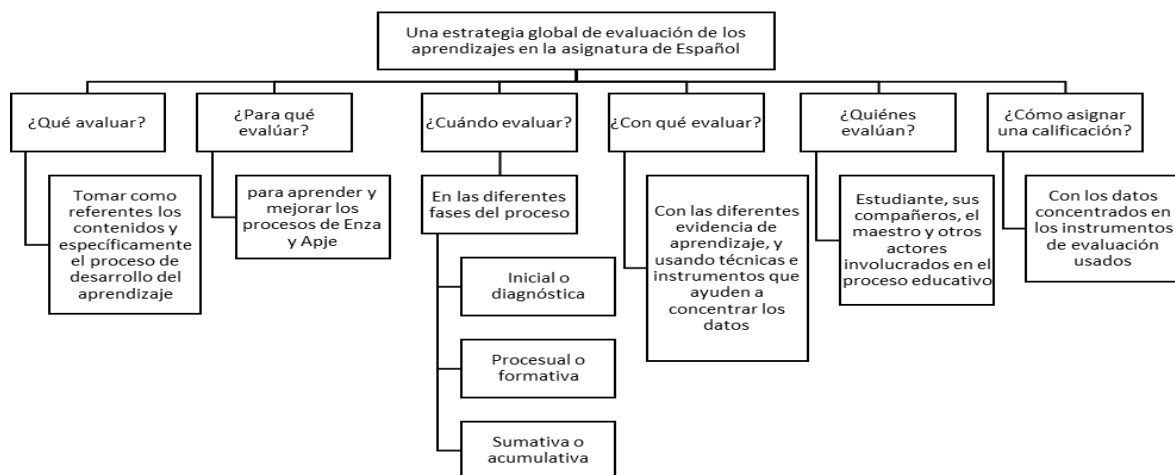 Una estrategia global de evaluación de los
aprendizajes en la asignatura de Español
¿Qué avaluar?
Tomar como
referentes los
contenidos y
específicamente
el proceso de
desarrollo del
aprendizaje
¿Para qué
evalúar?
para aprender y
mejorar los
procesos de
Enza y Apje
¿Cuándo evaluar?
En las diferentes
fases del proceso
Inicial o
diagnóstica
Procesual o
formativa
Sumativa o
acumulativa
¿Con qué evaluar?
Con las diferentes
evidencia de
aprendizaje, y
usando técnicas e
instrumentos que
ayuden a
concentrar los
datos
¿Quiénes
evalúan?
Estudiante, sus
compañeros, el
maestro y otros
actores
involucrados en el
proceso educativo
¿Cómo asignar
una calificación?
Con los datos
concentrados en
los instrumentos
de evaluación
usados